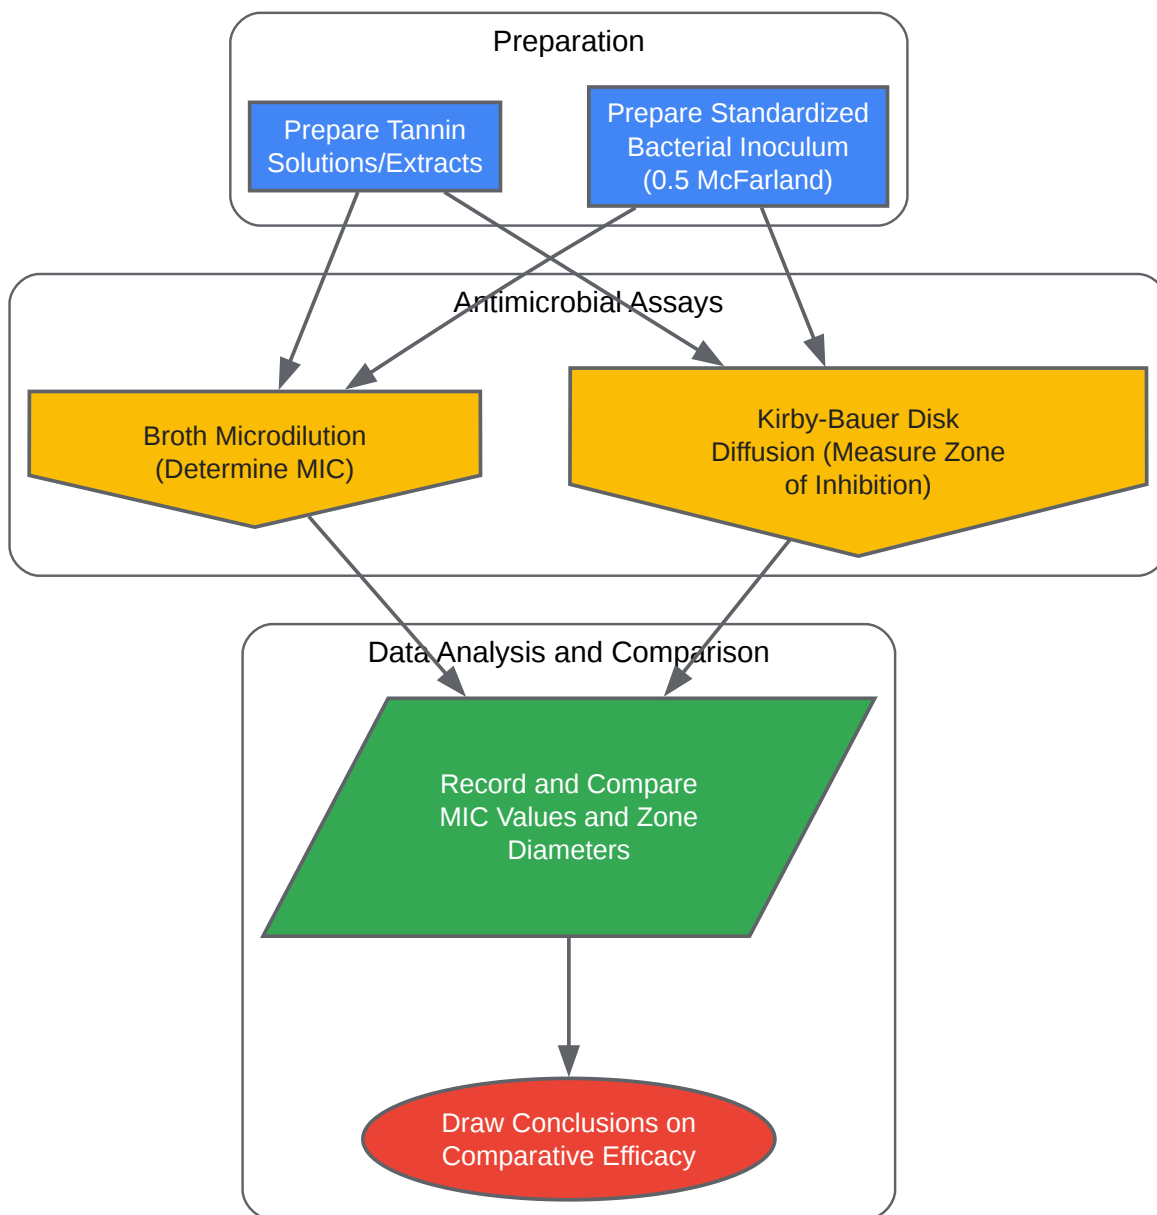 Preparation
Prepare Tannin
Solutions/Extracts
Prepare Standardized
Bacterial Inoculum
(0.5 McFarland)
Antimicrobial Assays
Broth Microdilution
(Determine MIC)
Kirby-Bauer Disk
Diffusion (Measure Zone
of Inhibition)
Data Analysis and Comparison
Record and Compare
MIC Values and Zone
Diameters
Draw Conclusions on
Comparative Efficacy